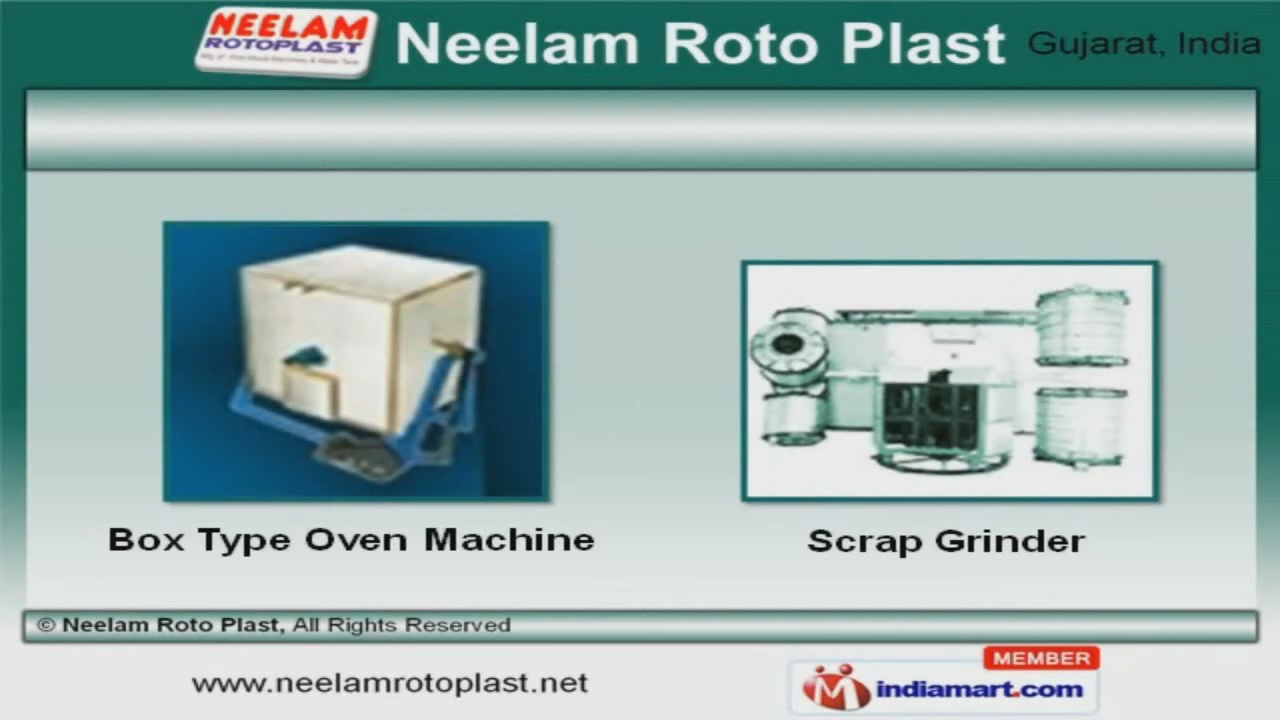 NEELAM
ROTOPLAST
Neelam Roto Plast
Gujarat, India
Box Type Oven Machine
Scrap Grinder
© Neelam Roto Plast, All Rights Reserved
www.neelamrotoplast.net
MEMBER
indiamart.com